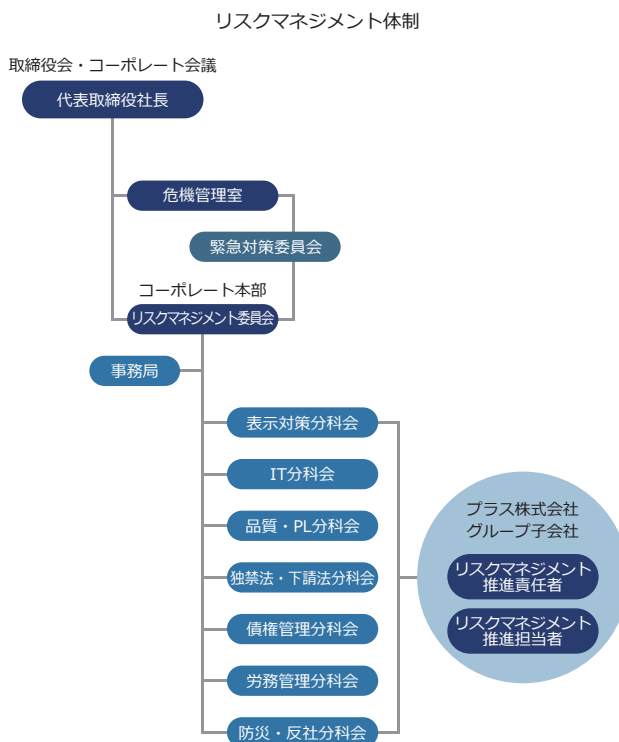 リスクマネジメント体制
取締役会・コーポレート会議
代表取締役社長
危機管理室
緊急対策委員会
コーポレート本部
リスクマネジメント委員会
事務局
表示対策分科会
IT分科会
品質・PL分科会
独禁法・下請法分科会
債権管理分科会
労務管理分科会
防災・反社分科会
プラス株式会社
グループ子会社
リスクマネジメント
推進責任者
リスクマネジメント
推進担当者